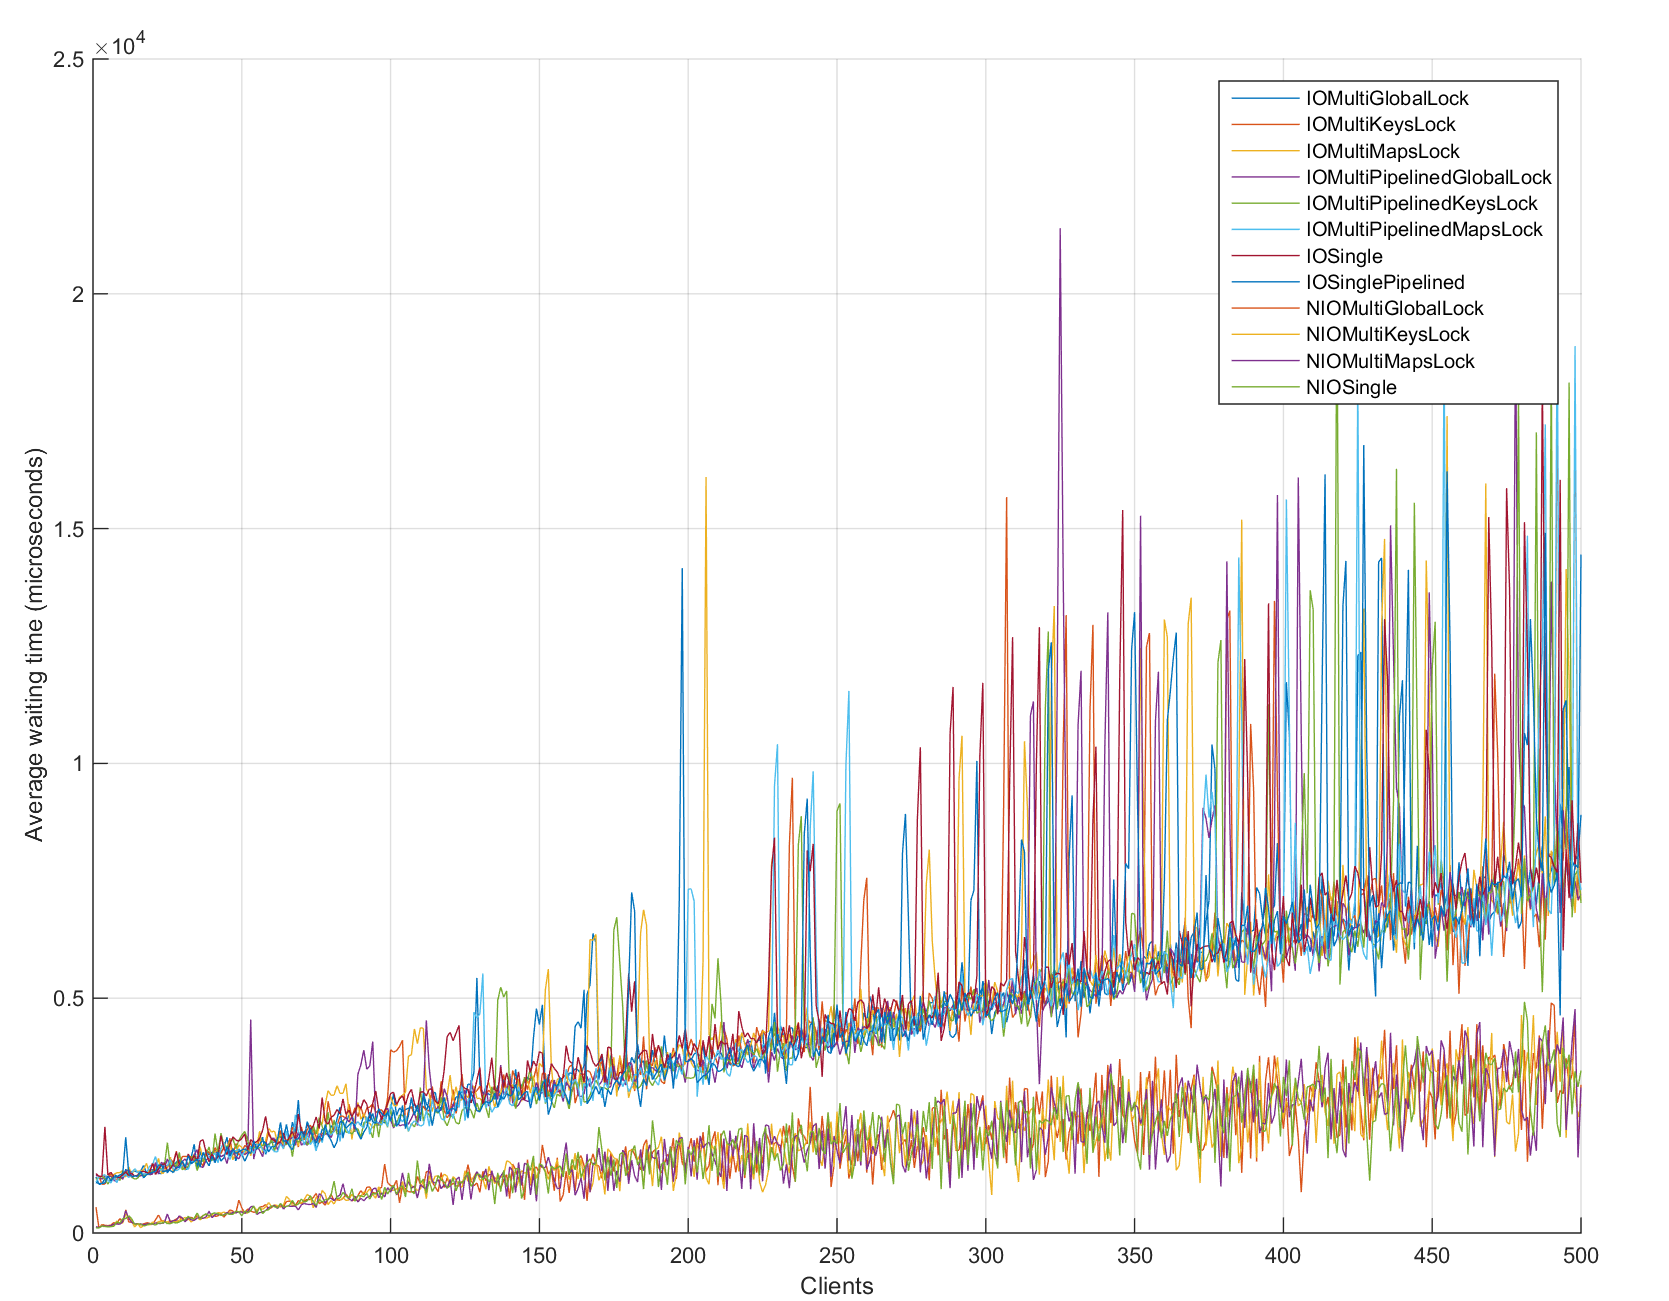 ×10^4
2.5
2
1.5
1
0.5
0
Average waiting time (microseconds)
IOMultiGlobalLock
IOMultiKeysLock
IOMultiMapsLock
IOMultiPipelinedGlobalLock
IOMultiPipelinedKeysLock
IOMultiPipelinedMapsLock
IOSingle
IOSinglePipelined
NIOMultiGlobalLock
NIOMultiKeysLock
NIOMultiMapsLock
NIOSingle
0 50 100 150 200 250 300 350 400 450 500
Clients